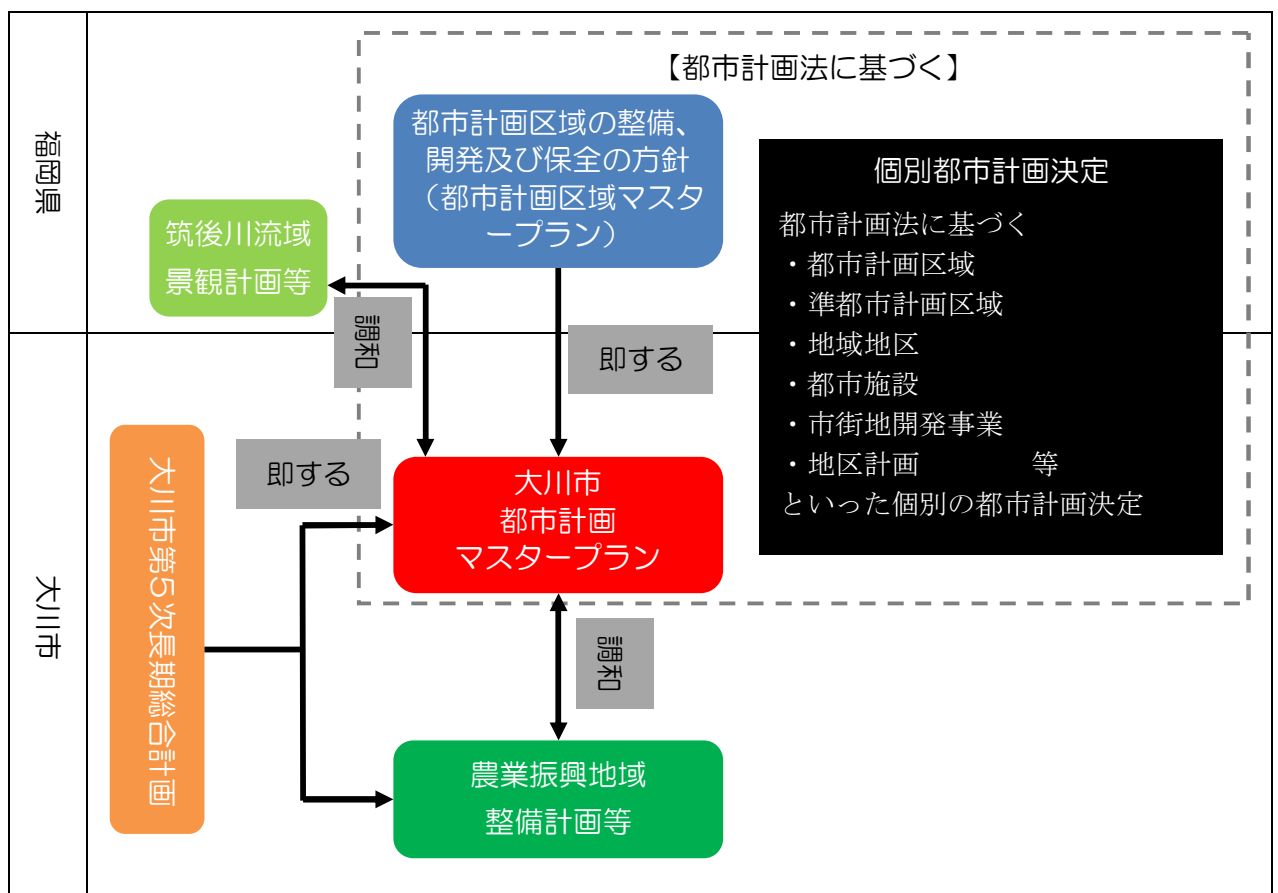 福岡県
【都市計画法に基づく】
都市計画区域の整備、
開発及び保全の方針
（都市計画区域マスタ
ープラン）
個別都市計画決定
都市計画法に基づく
・都市計画区域
・準都市計画区域
・地域地区
・都市施設
・市街地開発事業
・地区計画　　　　等
といった個別の都市計画決定
筑後川流域
景観計画等
調和
即する
大川市
大川市第５次長期総合計画
即する
大川市
都市計画
マスタープラン
調和
農業振興地域
整備計画等